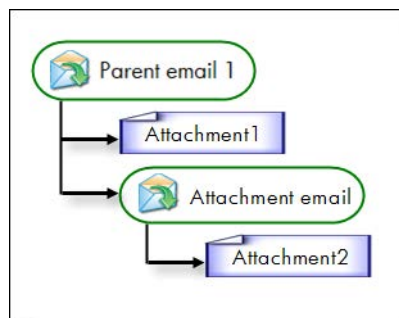 Parent email 1
Attachment1
Attachment email
Attachment2